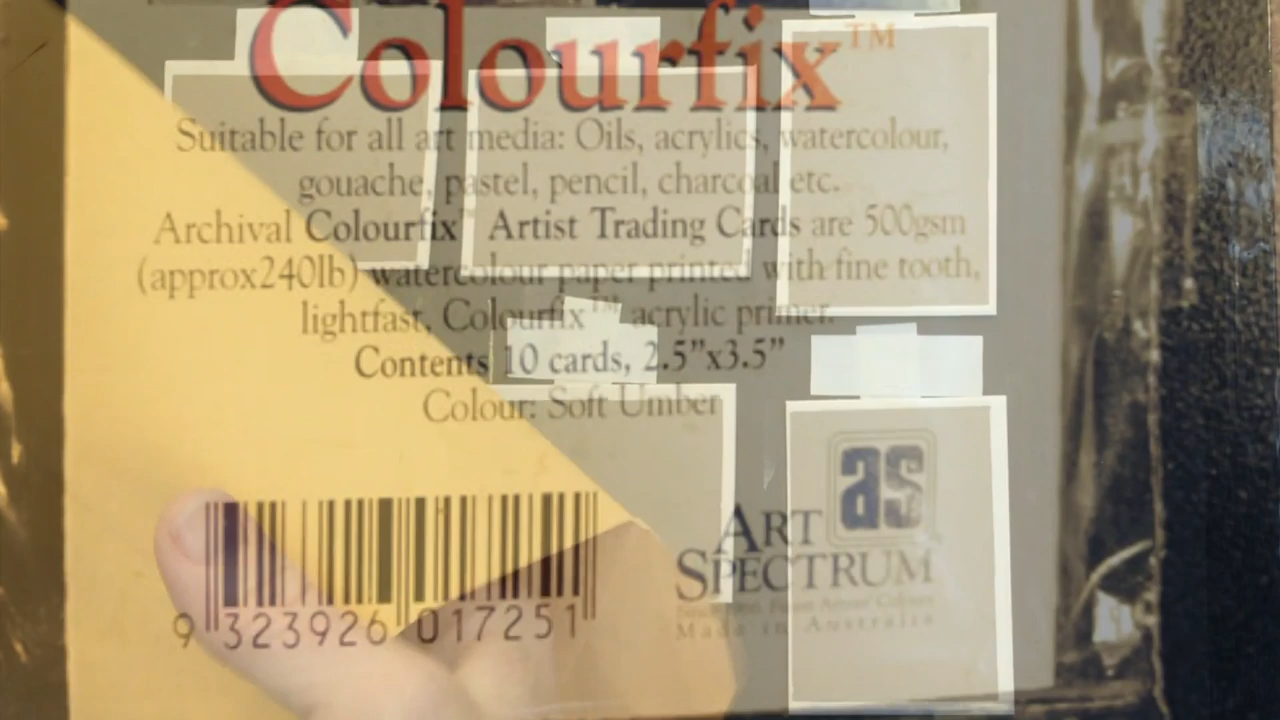 Colourfix™
Suitable for all art media: Oils, acrylics, watercolour,
gouache, pastel, pencil, charcoal etc.
Archival Colourfix™ Artist Trading Cards are 500gsm
(approx240lb) watercolour paper printed with fine tooth,
lightfast, Colourfix™ acrylic primer.
Contents 10 cards, 2.5”x3.5”
Colour: Soft Umber
as
ART
SPECTRUM
Made in Australia
9 323926 017251